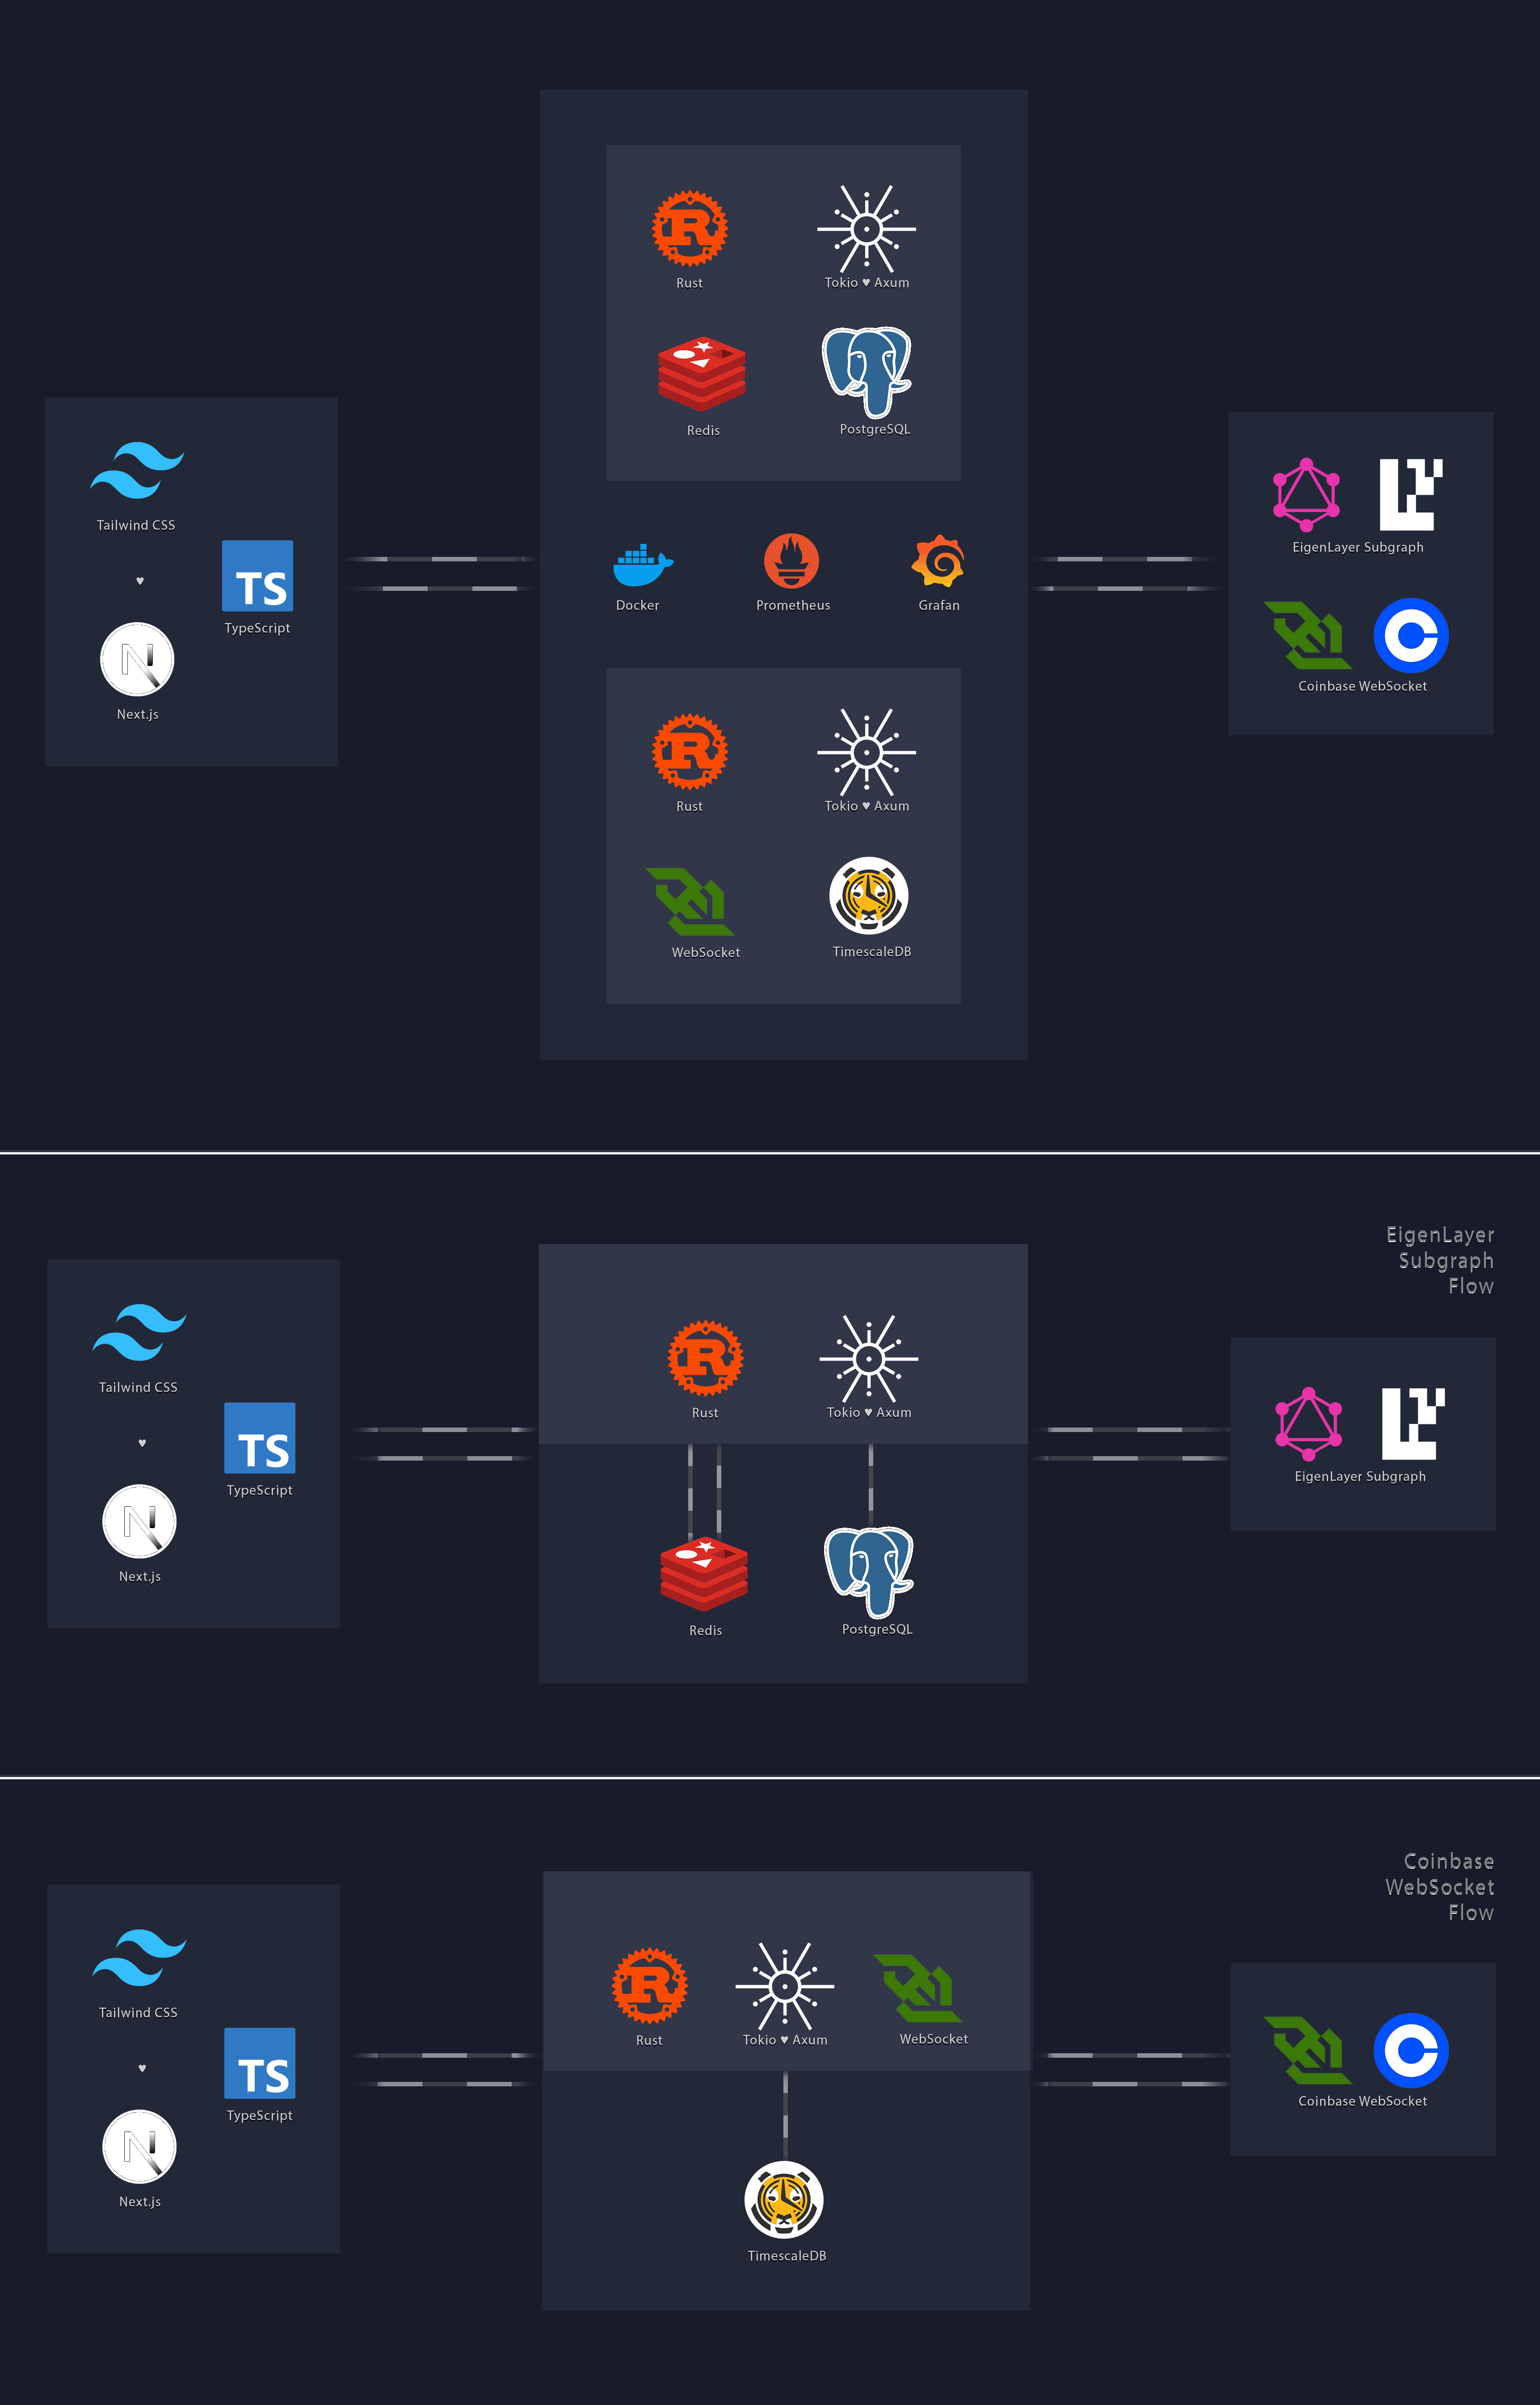 Rust
Tokio ♥ Axum
Redis
PostgreSQL
Tailwind CSS
♥
TS
TypeScript
N
Next.js
Docker
Prometheus
Grafan
EigenLayer Subgraph
Coinbase WebSocket
Rust
Tokio ♥ Axum
WebSocket
TimescaleDB
EigenLayer
Subgraph
Flow
Tailwind CSS
♥
TS
TypeScript
N
Next.js
Rust
Tokio ♥ Axum
Redis
PostgreSQL
EigenLayer Subgraph
Coinbase
WebSocket
Flow
Tailwind CSS
♥
TS
TypeScript
N
Next.js
Rust
Tokio ♥ Axum
WebSocket
TimescaleDB
Coinbase WebSocket